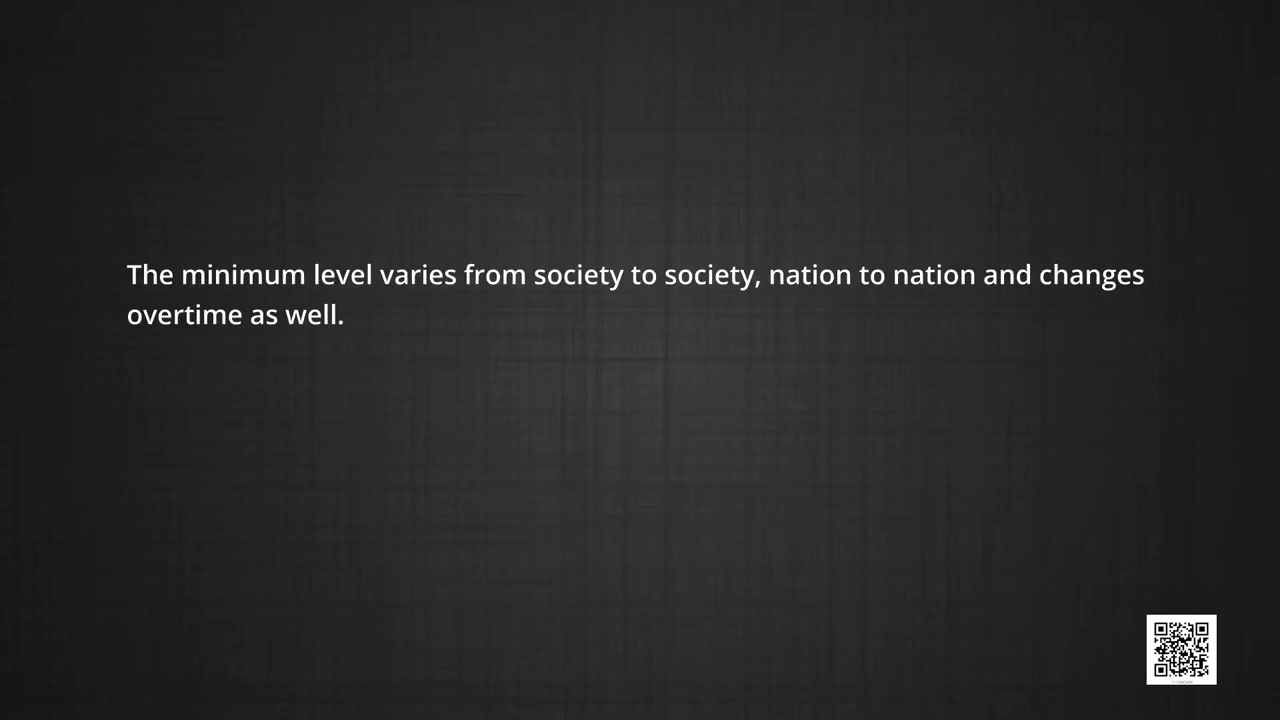 The minimum level varies from society to society, nation to nation and changes
overtime as well.